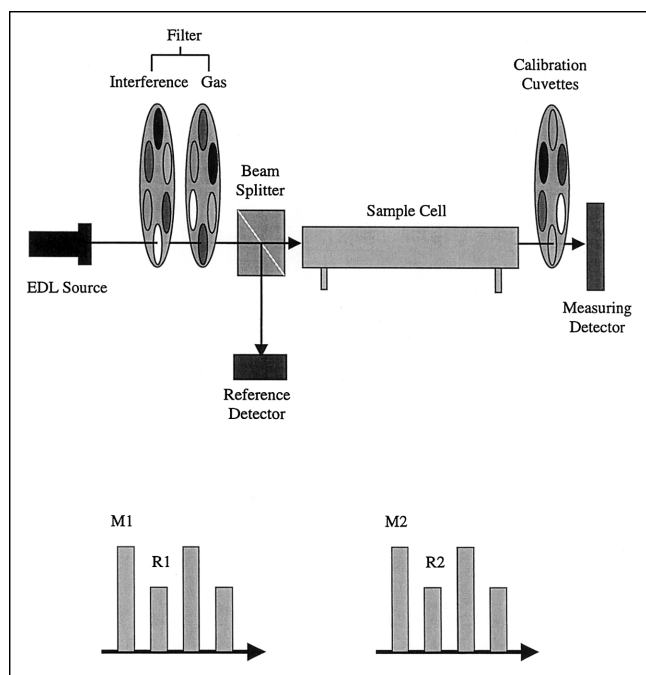 Filter
Interference Gas
Calibration
Cuvettes
Beam
Splitter
Sample Cell
EDL Source
Measuring
Detector
Reference
Detector
M1
R1
M2
R2